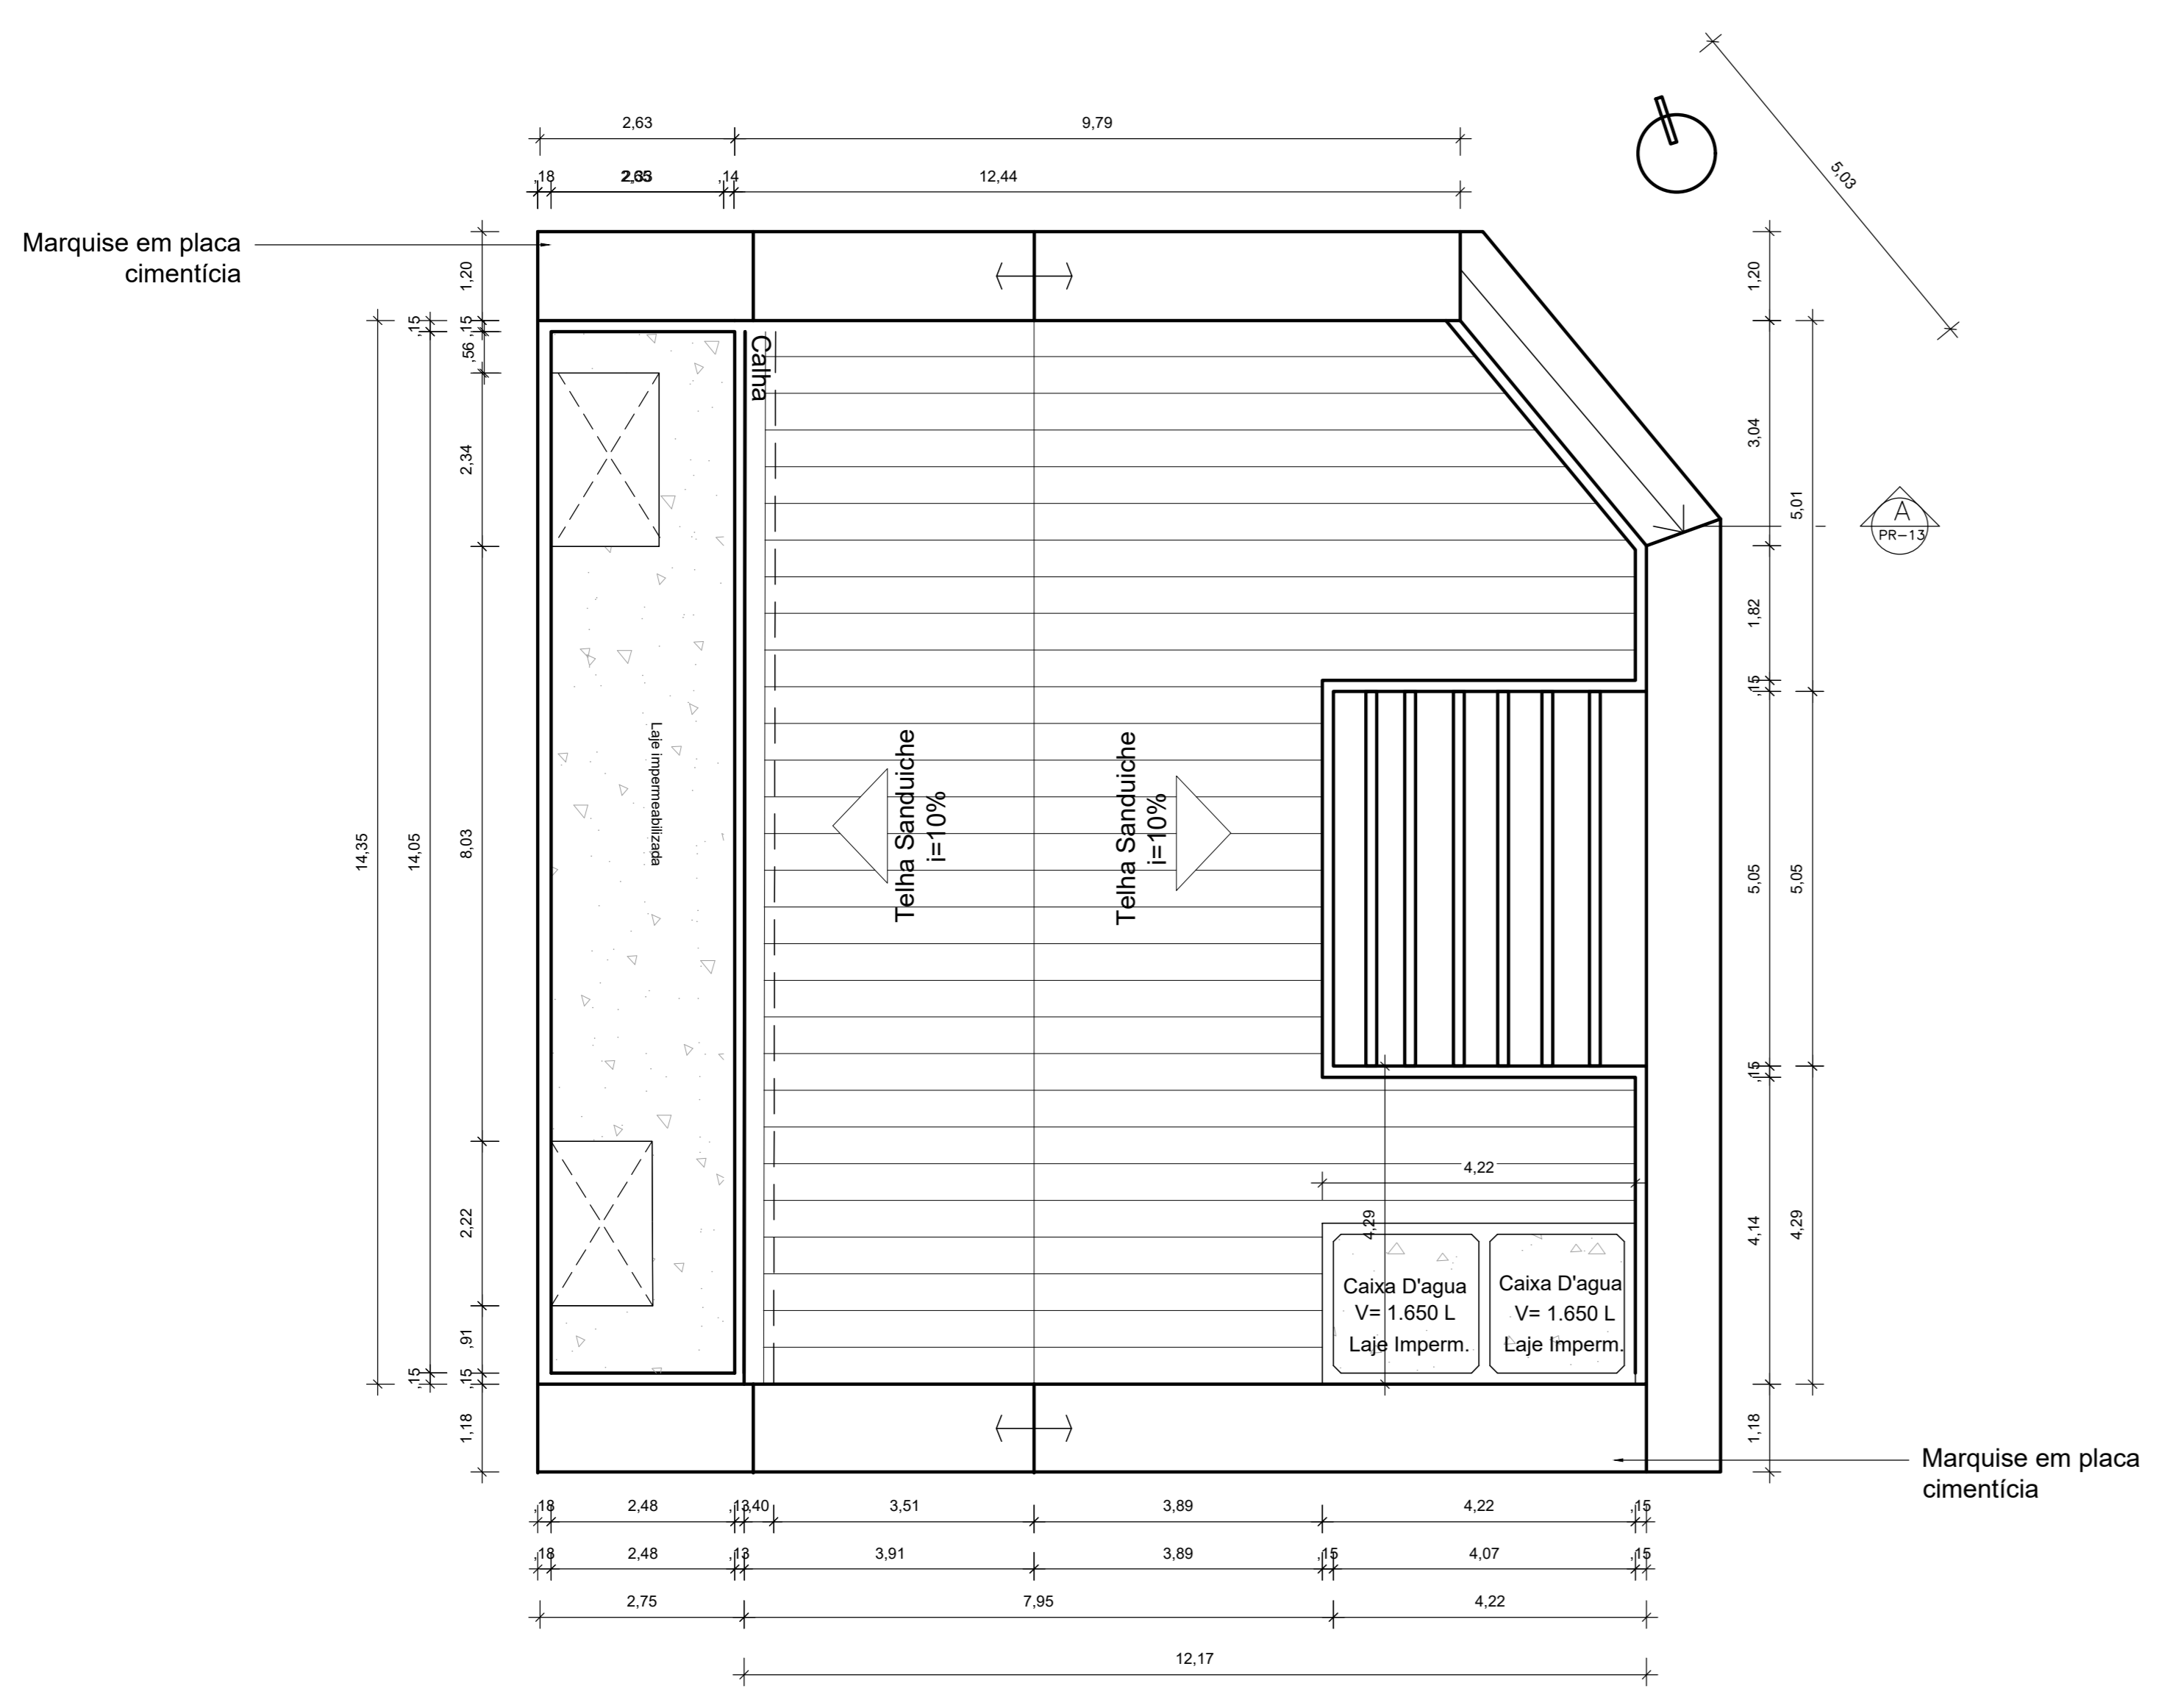 2,63
9,79
,18
,14
12,44
5,03
Marquise em placa
cimentícia
1,20
,15
,15
,56
2,34
14,35
14,05
8,03
2,22
,91
,15
,15
1,18
Calha
Laje impermeabilizada
Telha Sanduiche
i=10%
Telha Sanduiche
i=10%
1,20
3,04
5,01
1,82
,15
5,05
5,05
,15
4,14
4,29
1,18
A
PR-13
4,22
4,29
Caixa D'agua
V= 1.650 L
Laje Imperm.
Caixa D'agua
V= 1.650 L
Laje Imperm.
Marquise em placa
cimentícia
,18
2,48
,13
,40
3,51
3,89
4,22
,15
,18
2,48
,13
3,91
3,89
,15
4,07
,15
2,75
7,95
4,22
12,17